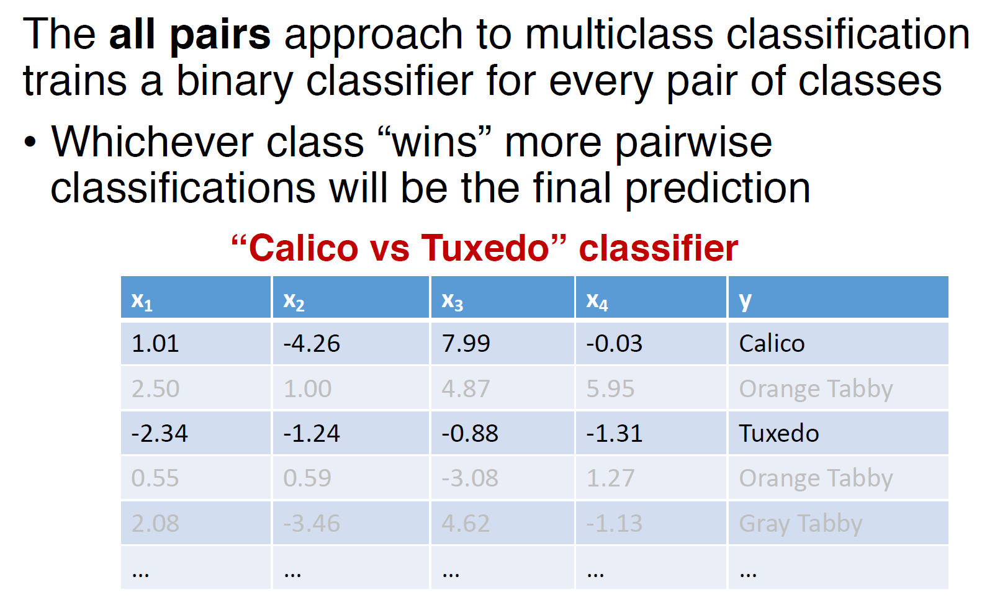 The all pairs approach to multiclass classification
trains a binary classifier for every pair of classes
• Whichever class “wins” more pairwise
classifications will be the final prediction
“Calico vs Tuxedo” classifier
x₁ x₂ x₃ x₄ y
1.01 -4.26 7.99 -0.03 Calico
2.50 1.00 4.87 5.95 Orange Tabby
-2.34 -1.24 -0.88 -1.31 Tuxedo
0.55 0.59 -3.08 1.27 Orange Tabby
2.08 -3.46 4.62 -1.13 Gray Tabby
... ... ... ... ...